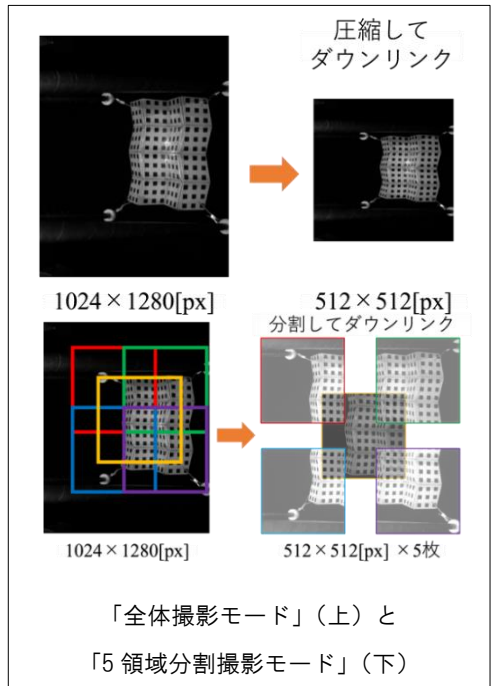 圧縮して
ダウンリンク
1024×1280[px]
512×512[px]
分割してダウンリンク
1024×1280[px]
512×512[px] ×5枚
「全体撮影モード」（上）と
「5 領域分割撮影モード」（下）